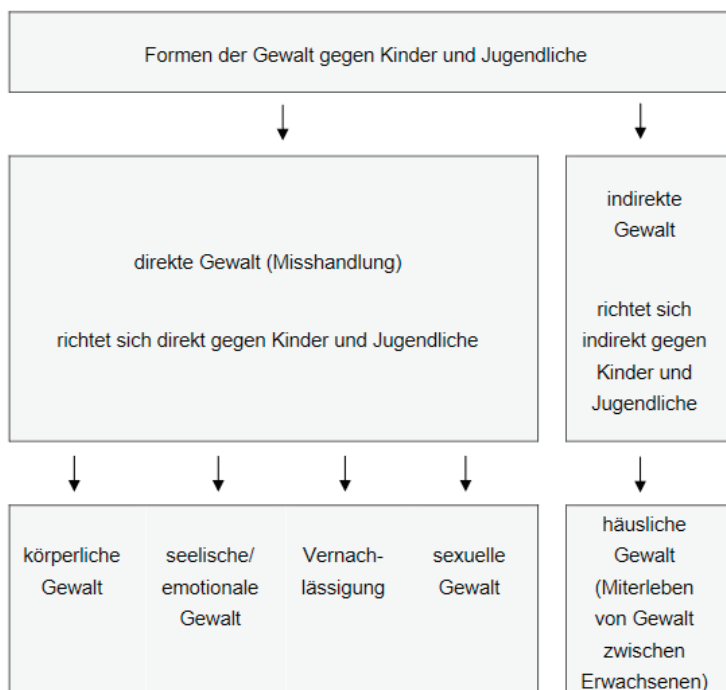 Formen der Gewalt gegen Kinder und Jugendliche
direkte Gewalt (Misshandlung)
richtet sich direkt gegen Kinder und Jugendliche
indirekte
Gewalt
richtet sich
indirekt gegen
Kinder und
Jugendliche
körperliche
Gewalt
seelische/
emotionale
Gewalt
Vernach-
lässigung
sexuelle
Gewalt
häusliche
Gewalt
(Miterleben
von Gewalt
zwischen
Erwachsenen)